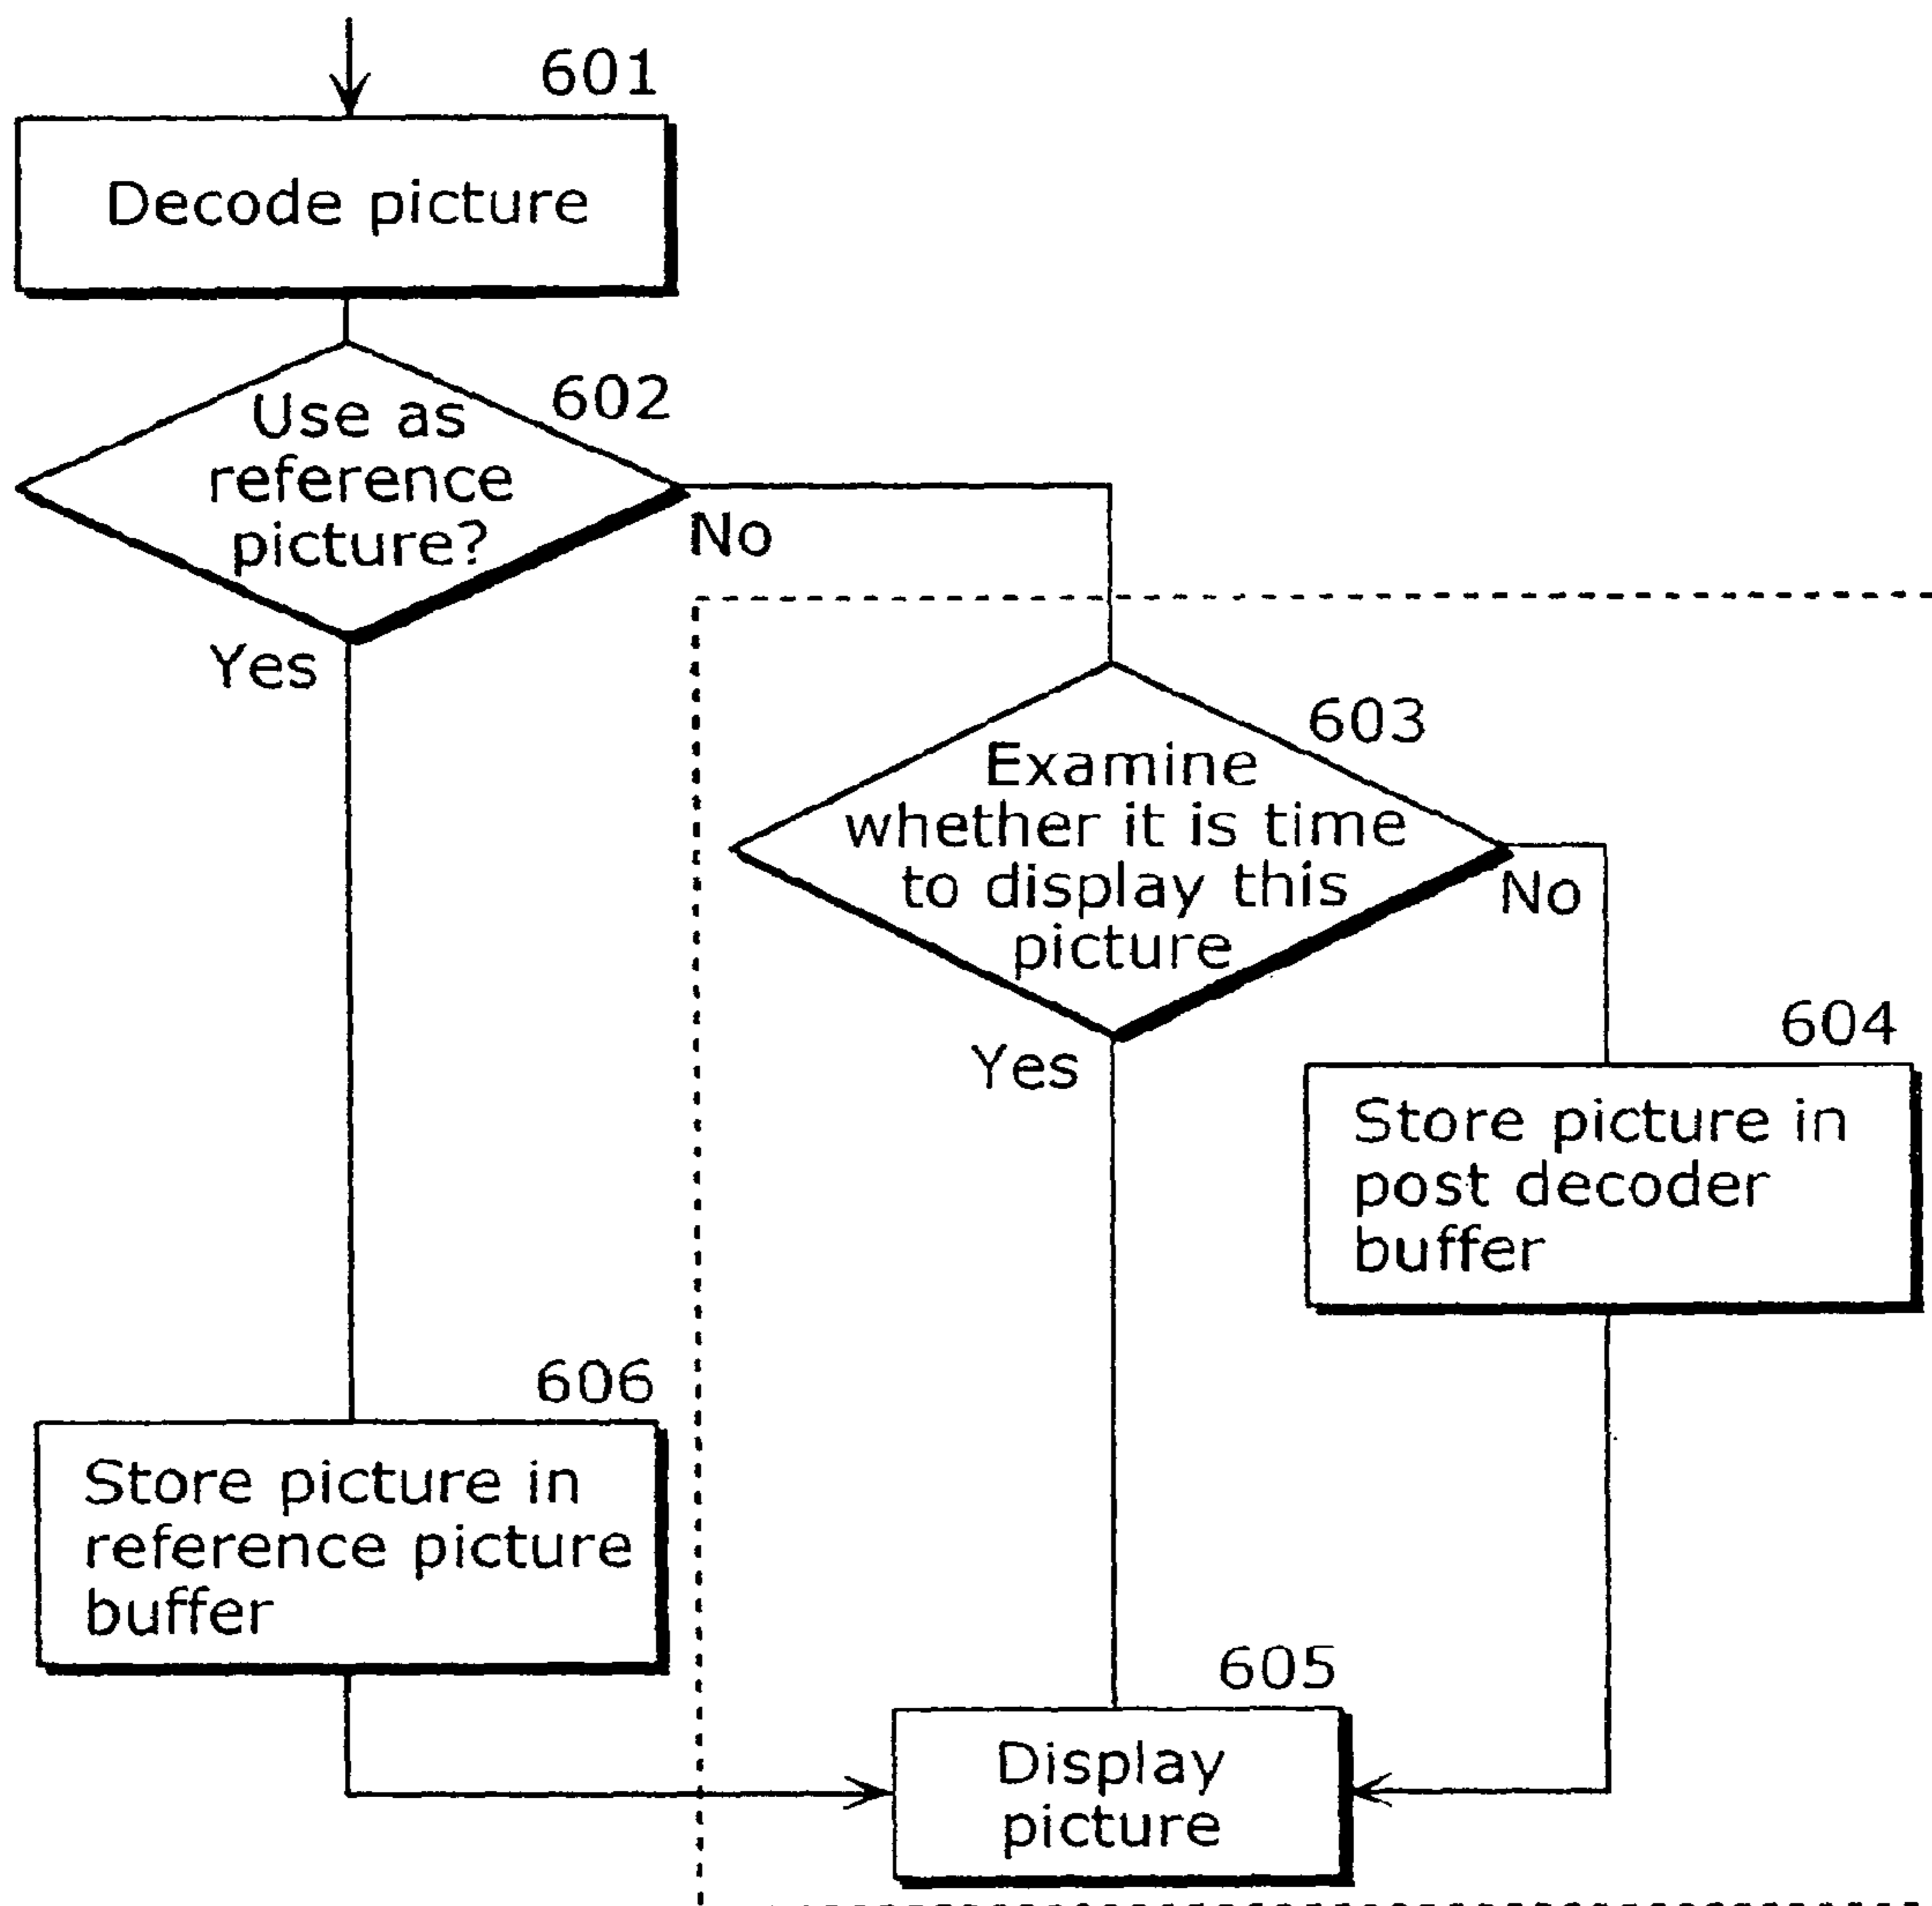 601
Decode picture
602
Use as
reference
picture?
No
Yes
603
Examine
whether it is time
to display this
picture
No
Yes
604
Store picture in
post decoder
buffer
606
Store picture in
reference picture
buffer
605
Display
picture